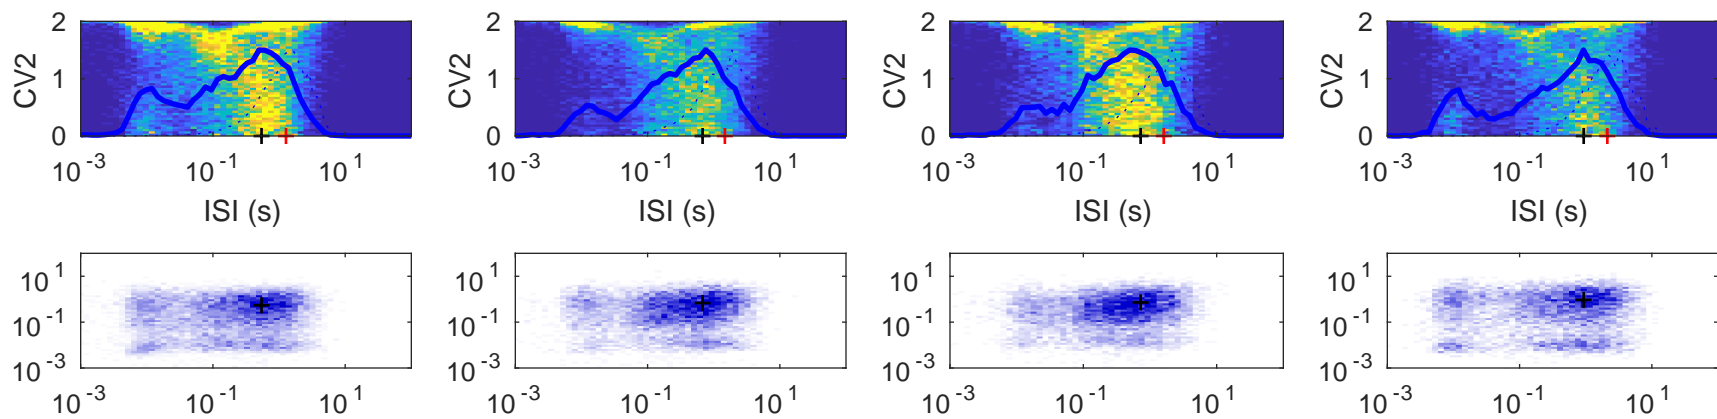 2 2 2 2
CV2 CV2 CV2 CV2
1 1 1 1
0 0 0 0
10^-3 10^-1 10^1 10^-3 10^-1 10^1 10^-3 10^-1 10^1 10^-3 10^-1 10^1
ISI (s) ISI (s) ISI (s) ISI (s)
10^1 10^1 10^1 10^1
10^-1 10^-1 10^-1 10^-1
10^-3 10^-3 10^-3 10^-3
10^-3 10^-1 10^1 10^-3 10^-1 10^1 10^-3 10^-1 10^1 10^-3 10^-1 10^1